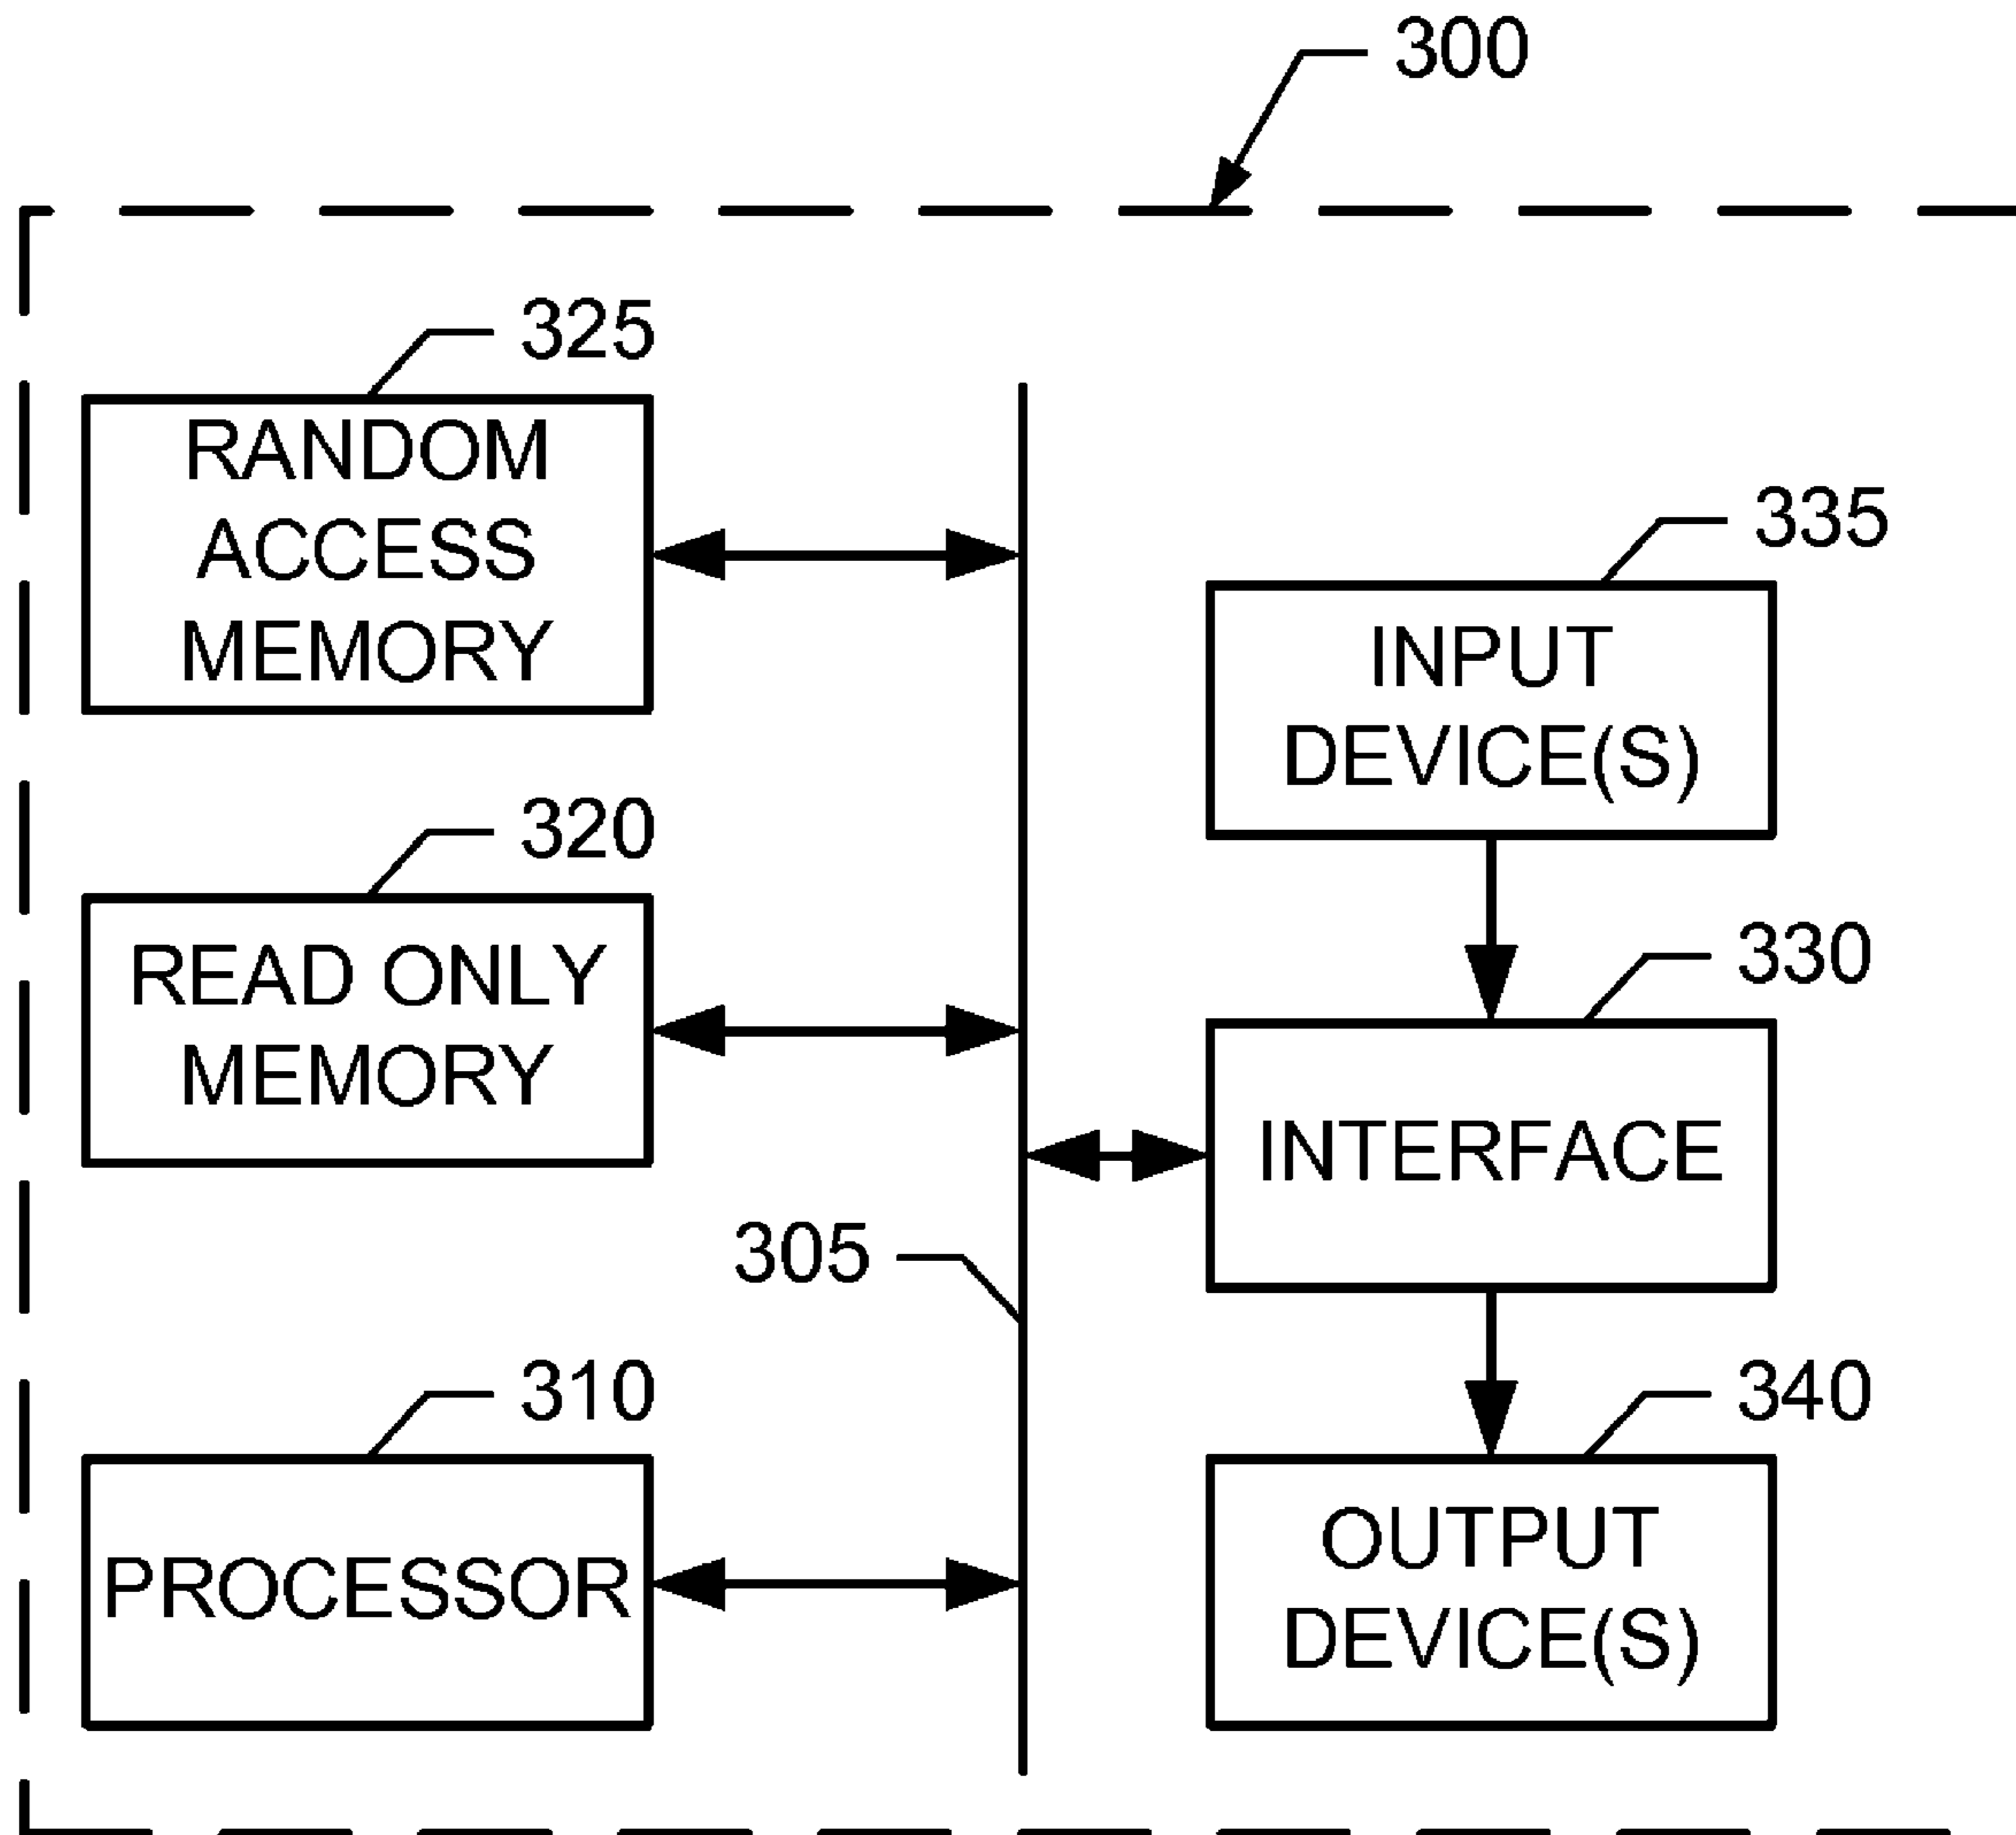 300
325
RANDOM
ACCESS
MEMORY
335
INPUT
DEVICE(S)
320
READ ONLY
MEMORY
330
INTERFACE
305
310
PROCESSOR
340
OUTPUT
DEVICE(S)